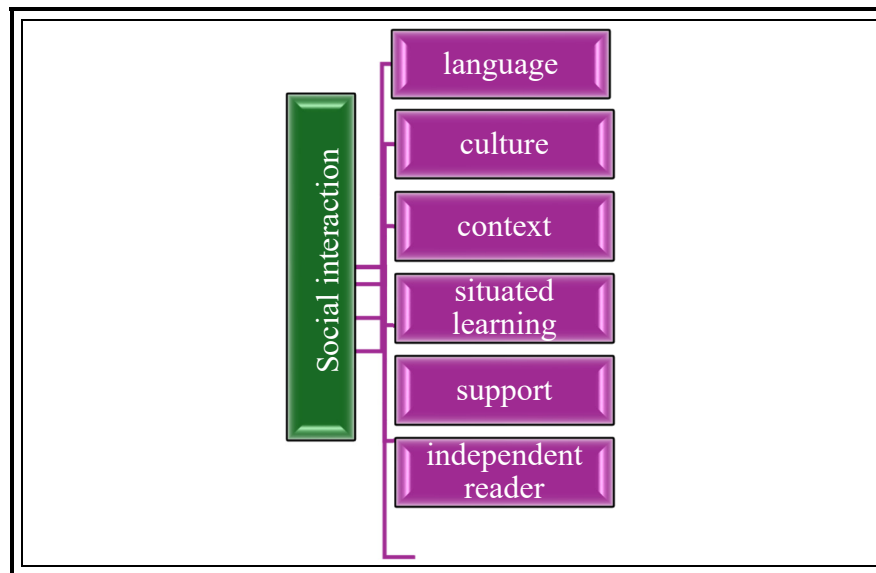 Social interaction
language
culture
context
situated
learning
support
independent
reader